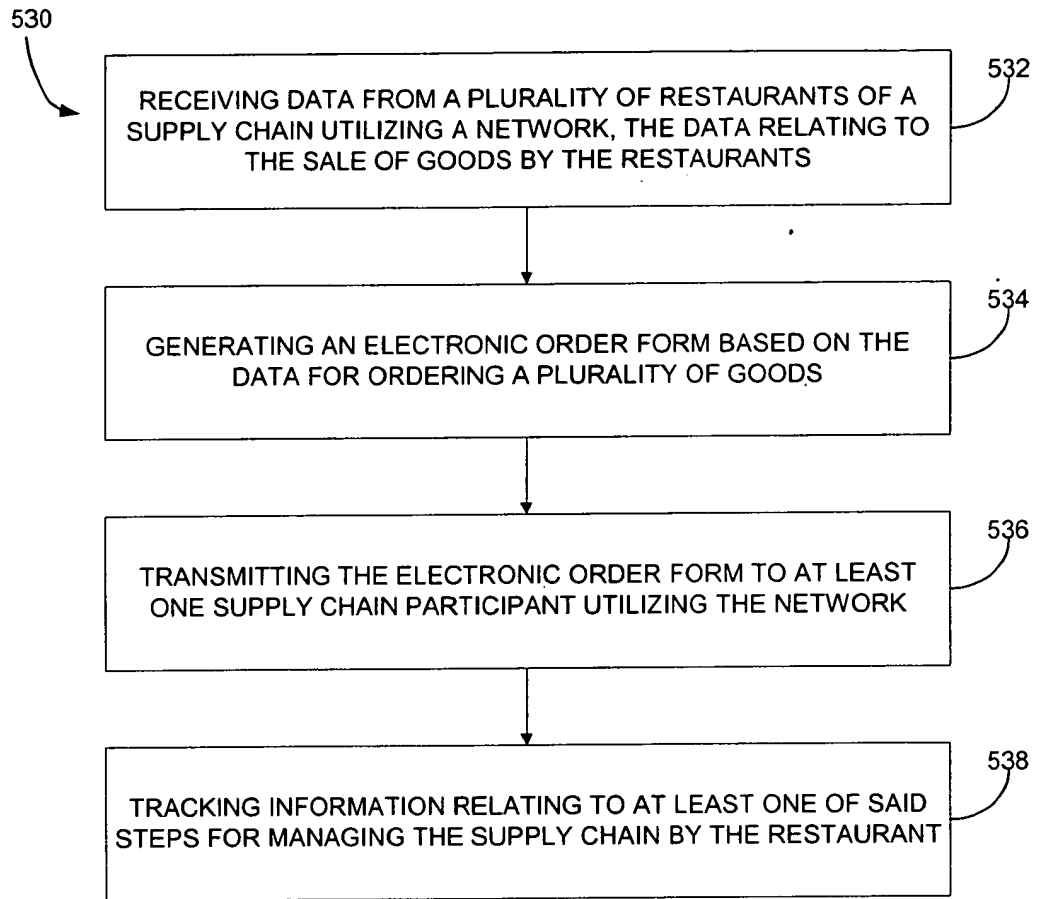 530
532
RECEIVING DATA FROM A PLURALITY OF RESTAURANTS OF A
SUPPLY CHAIN UTILIZING A NETWORK, THE DATA RELATING TO
THE SALE OF GOODS BY THE RESTAURANTS
534
GENERATING AN ELECTRONIC ORDER FORM BASED ON THE
DATA FOR ORDERING A PLURALITY OF GOODS
536
TRANSMITTING THE ELECTRONIC ORDER FORM TO AT LEAST
ONE SUPPLY CHAIN PARTICIPANT UTILIZING THE NETWORK
538
TRACKING INFORMATION RELATING TO AT LEAST ONE OF SAID
STEPS FOR MANAGING THE SUPPLY CHAIN BY THE RESTAURANT